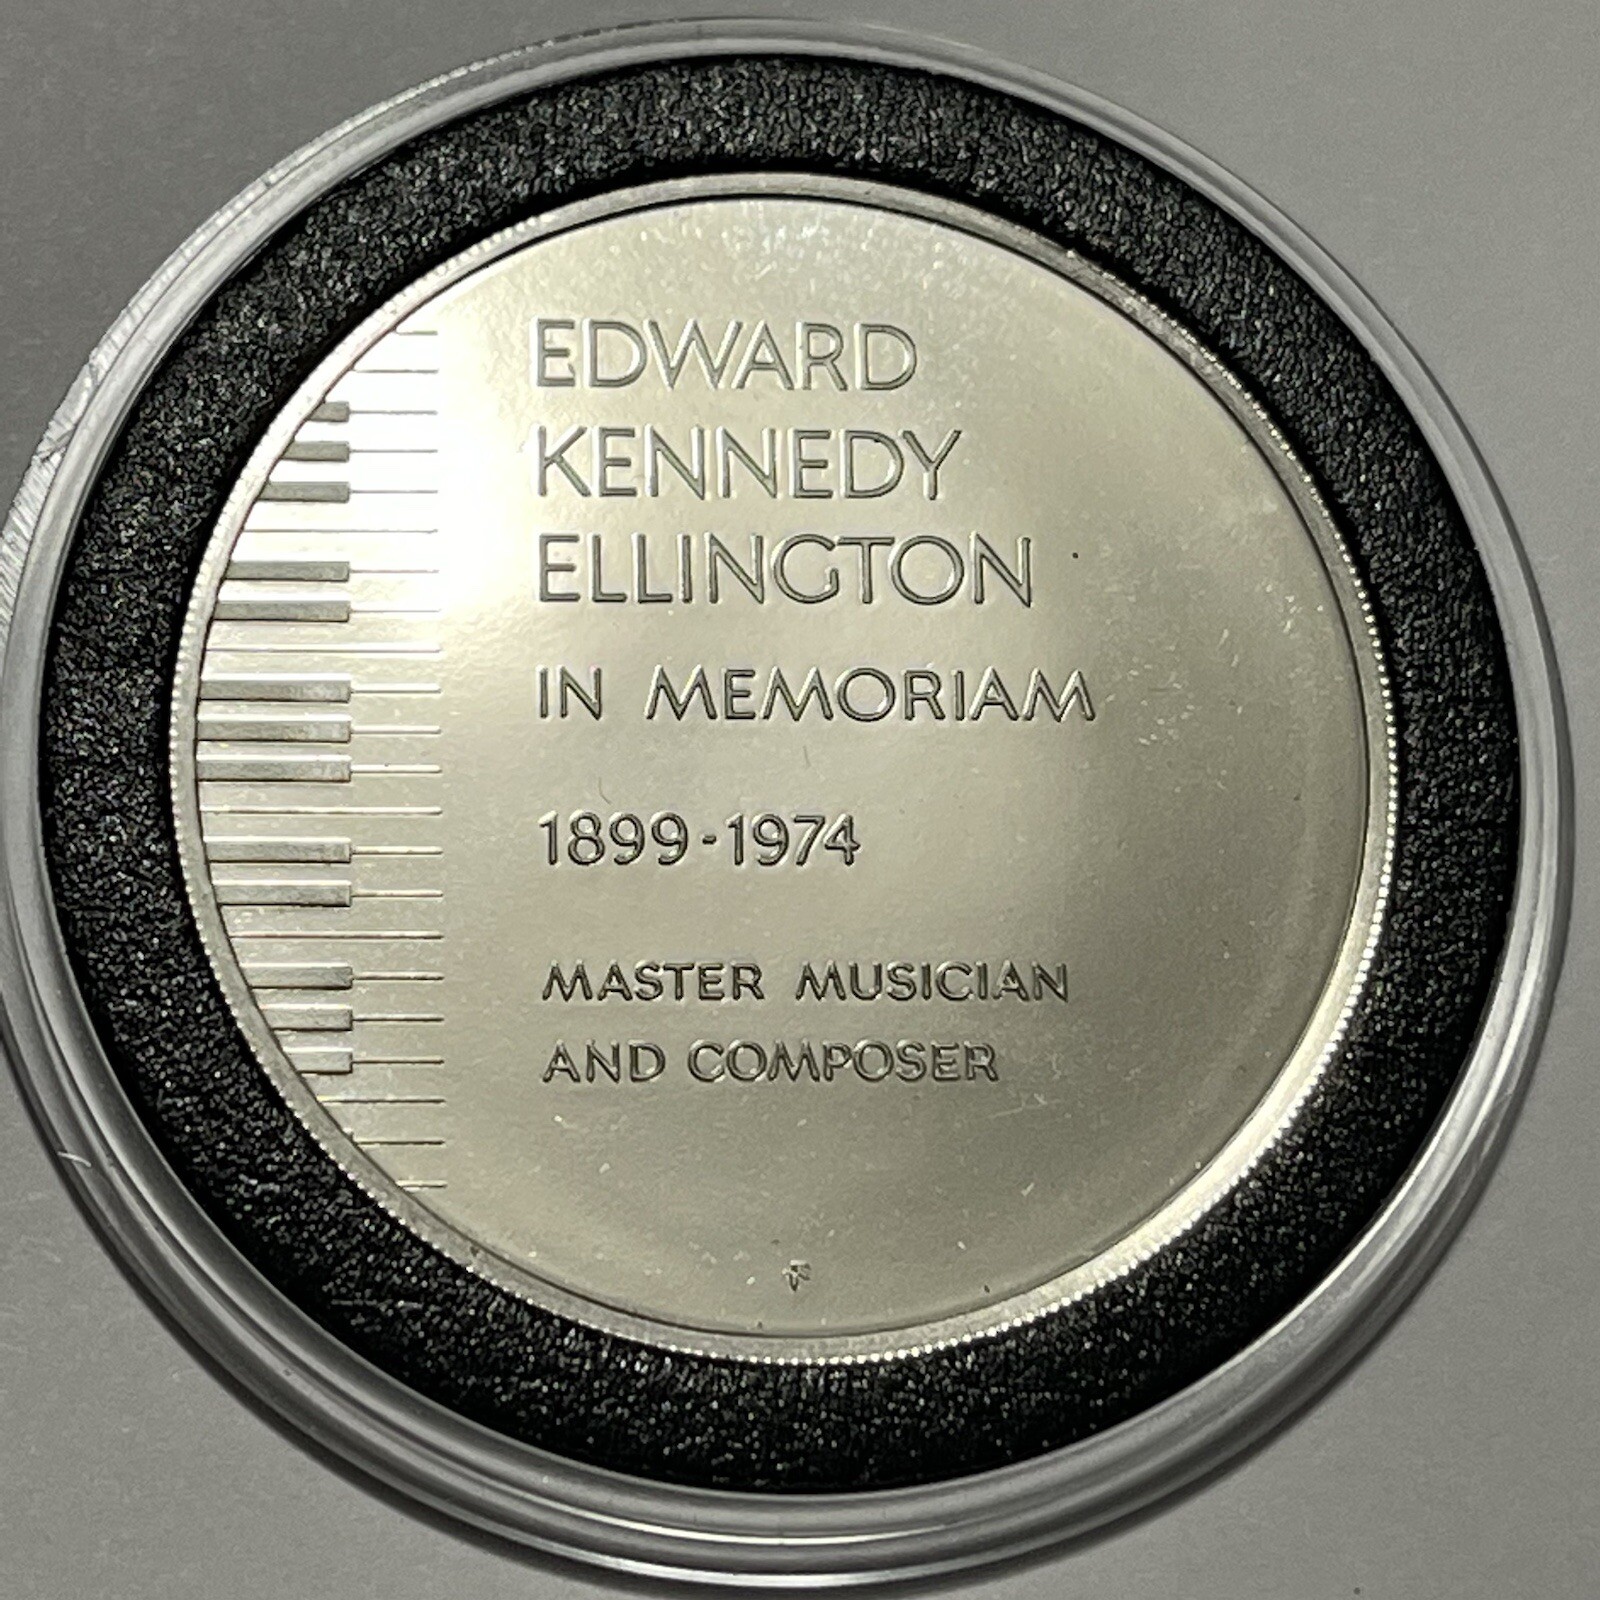 EDWARD
KENNEDY
ELLINGTON
IN MEMORIAM
1899-1974
MASTER MUSICIAN
AND COMPOSER